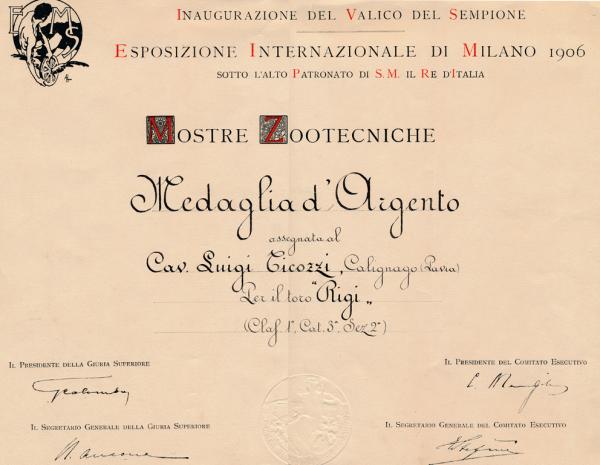 F M S
Inaugurazione del Valico del Sempione
Esposizione Internazionale di Milano 1906
sotto l'alto Patronato di S.M. il Re d'Italia
Mostre Zootecniche
Medaglia d'Argento
assegnata al
Cav. Luigi Ticozzi, Calignago (Pavia)
Per il toro "Rigi„
(Claſ. 1ª, Cat. 3ª, Sez. 2ª)
Il Presidente della Giuria Superiore
Il Presidente del Comitato Esecutivo
Il Segretario Generale della Giuria Superiore
Il Segretario Generale del Comitato Esecutivo